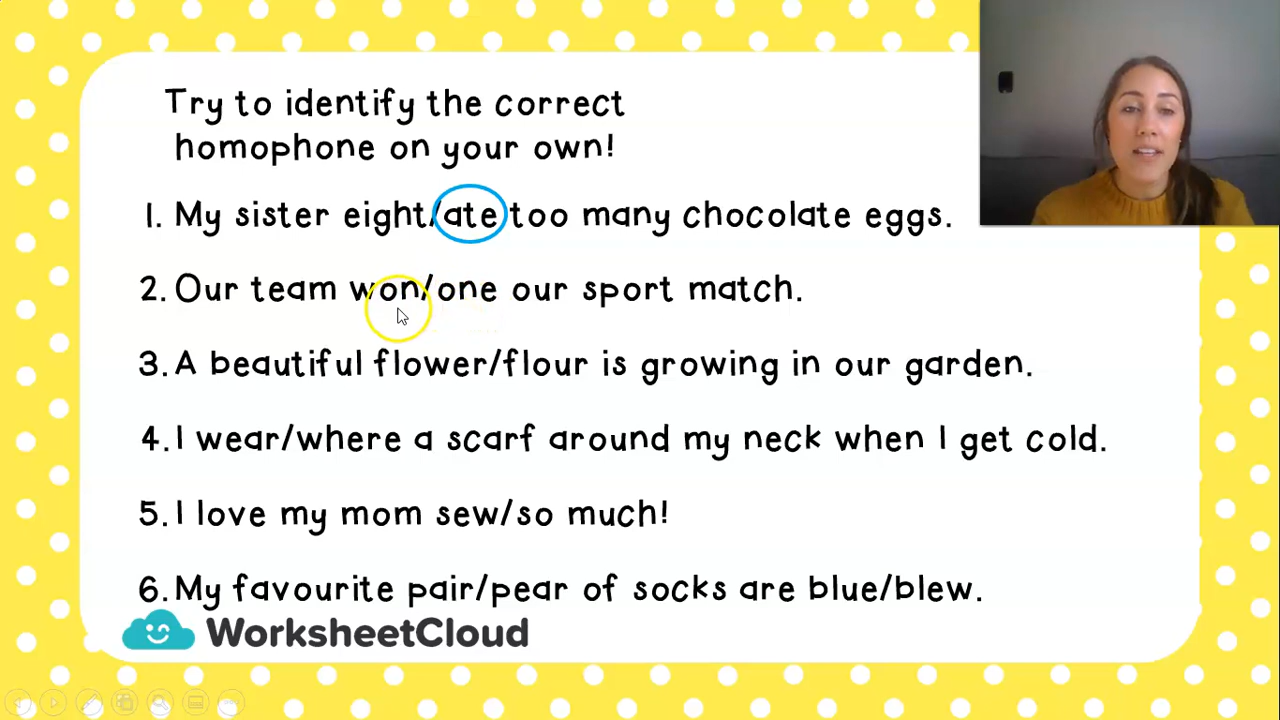 Try to identify the correct
homophone on your own!
1. My sister eight/ate too many chocolate eggs.
2. Our team won/one our sport match.
3. A beautiful flower/flour is growing in our garden.
4. I wear/where a scarf around my neck when I get cold.
5. I love my mom sew/so much!
6. My favourite pair/pear of socks are blue/blew.
WorksheetCloud